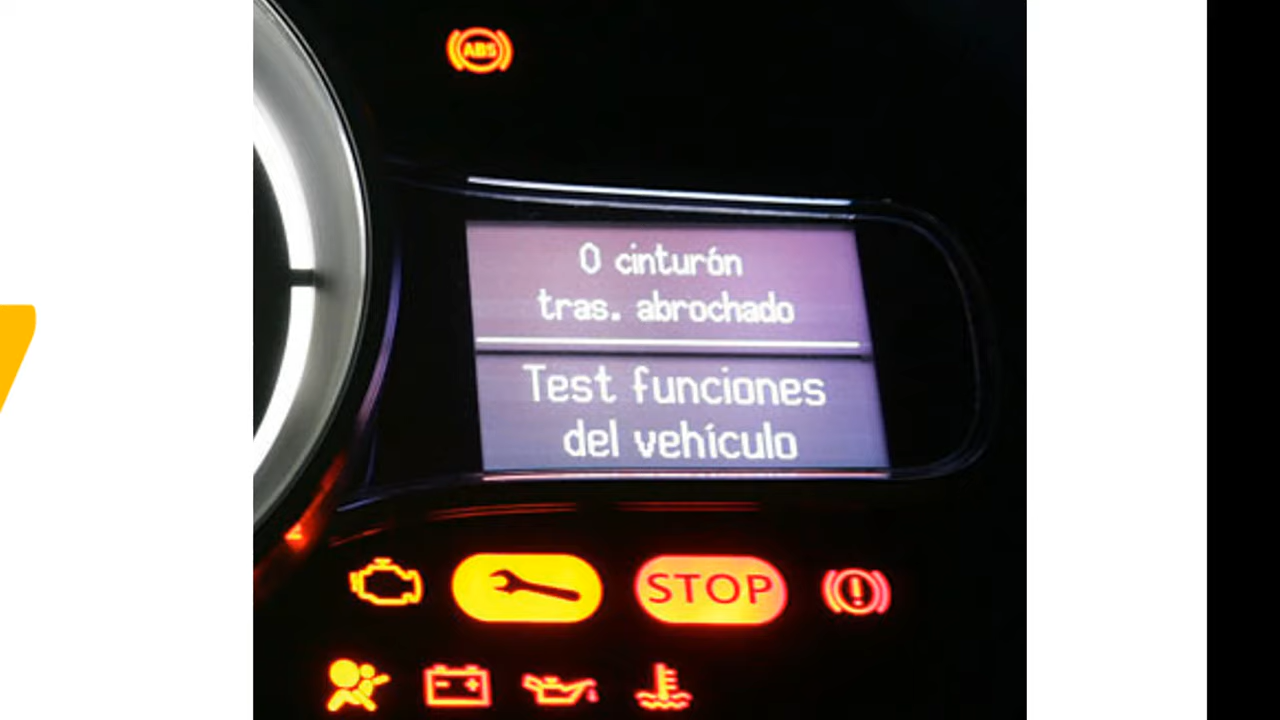 ABS
0 cinturón
tras. abrochado
Test funciones
del vehículo
STOP